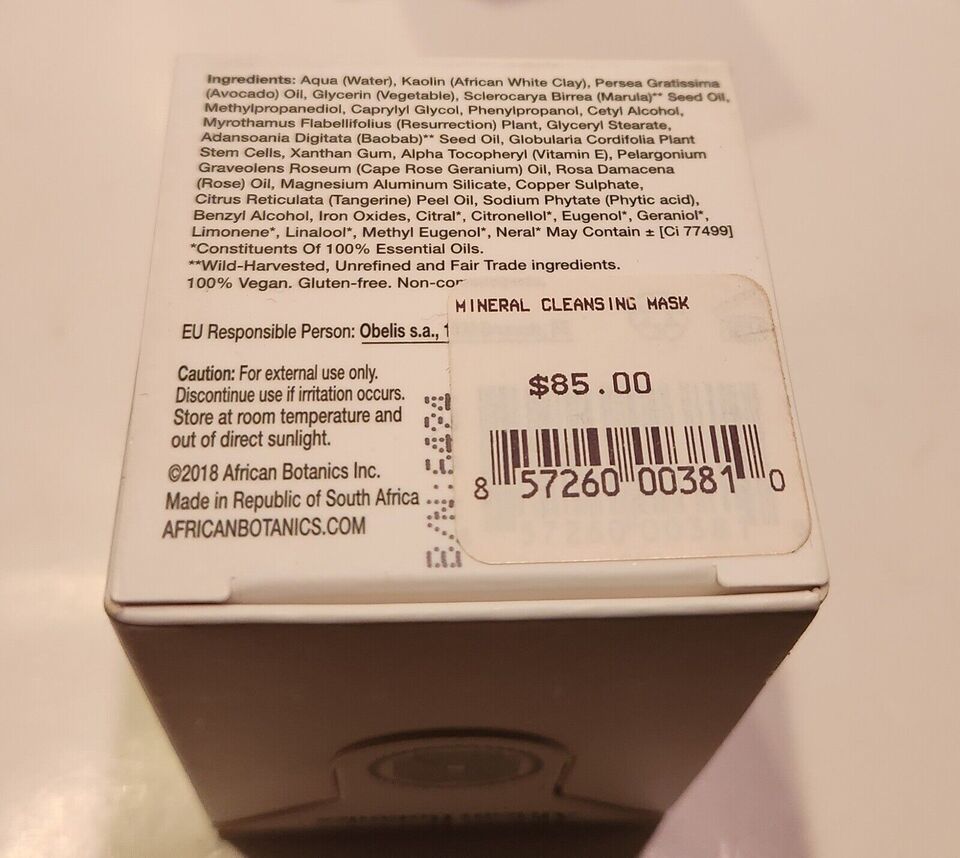 Ingredients: Aqua (Water), Kaolin (African White Clay), Persea Gratissima
(Avocado) Oil, Glycerin (Vegetable), Sclerocarya Birrea (Marula)** Seed Oil,
Methylpropanediol, Caprylyl Glycol, Phenylpropanol, Cetyl Alcohol,
Myrothamus Flabellifolius (Resurrection) Plant, Glyceryl Stearate,
Adansoania Digitata (Baobab)** Seed Oil, Globularia Cordifolia Plant
Stem Cells, Xanthan Gum, Alpha Tocopheryl (Vitamin E), Pelargonium
Graveolens Roseum (Cape Rose Geranium) Oil, Rosa Damacena
(Rose) Oil, Magnesium Aluminum Silicate, Copper Sulphate,
Citrus Reticulata (Tangerine) Peel Oil, Sodium Phytate (Phytic acid),
Benzyl Alcohol, Iron Oxides, Citral*, Citronellol*, Eugenol*, Geraniol*,
Limonene*, Linalool*, Methyl Eugenol*, Neral* May Contain ± [Ci 77499]
*Constituents Of 100% Essential Oils.
**Wild-Harvested, Unrefined and Fair Trade ingredients.
100% Vegan. Gluten-free.
EU Responsible Person: Obelis s.a.,
Caution: For external use only.
Discontinue use if irritation occurs.
Store at room temperature and
out of direct sunlight.
©2018 African Botanics Inc.
Made in Republic of South Africa
AFRICANBOTANICS.COM
MINERAL CLEANSING MASK
$85.00
8 57260 00381 0